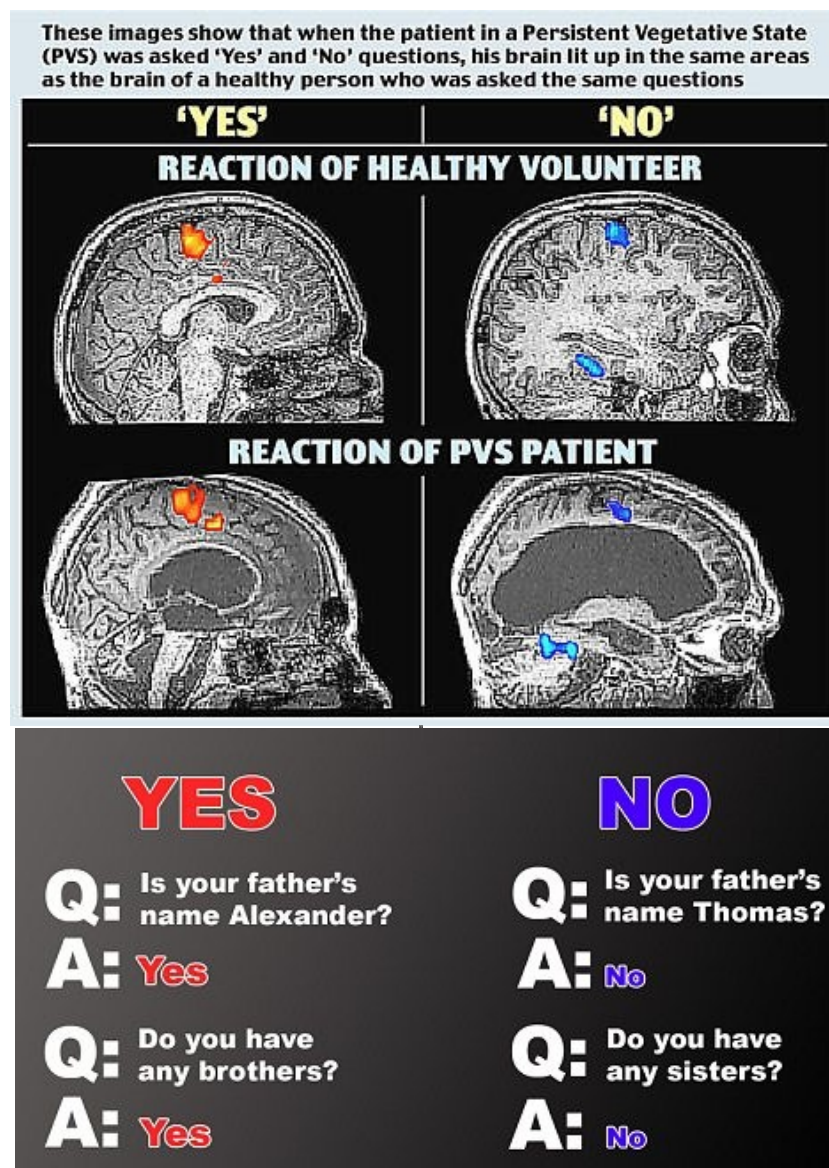 These images show that when the patient in a Persistent Vegetative State
(PVS) was asked ‘Yes’ and ‘No’ questions, his brain lit up in the same areas
as the brain of a healthy person who was asked the same questions
‘YES’
‘NO’
REACTION OF HEALTHY VOLUNTEER
REACTION OF PVS PATIENT
YES
Q: Is your father’s
name Alexander?
A: Yes
Q: Do you have
any brothers?
A: Yes
NO
Q: Is your father’s
name Thomas?
A: No
Q: Do you have
any sisters?
A: No